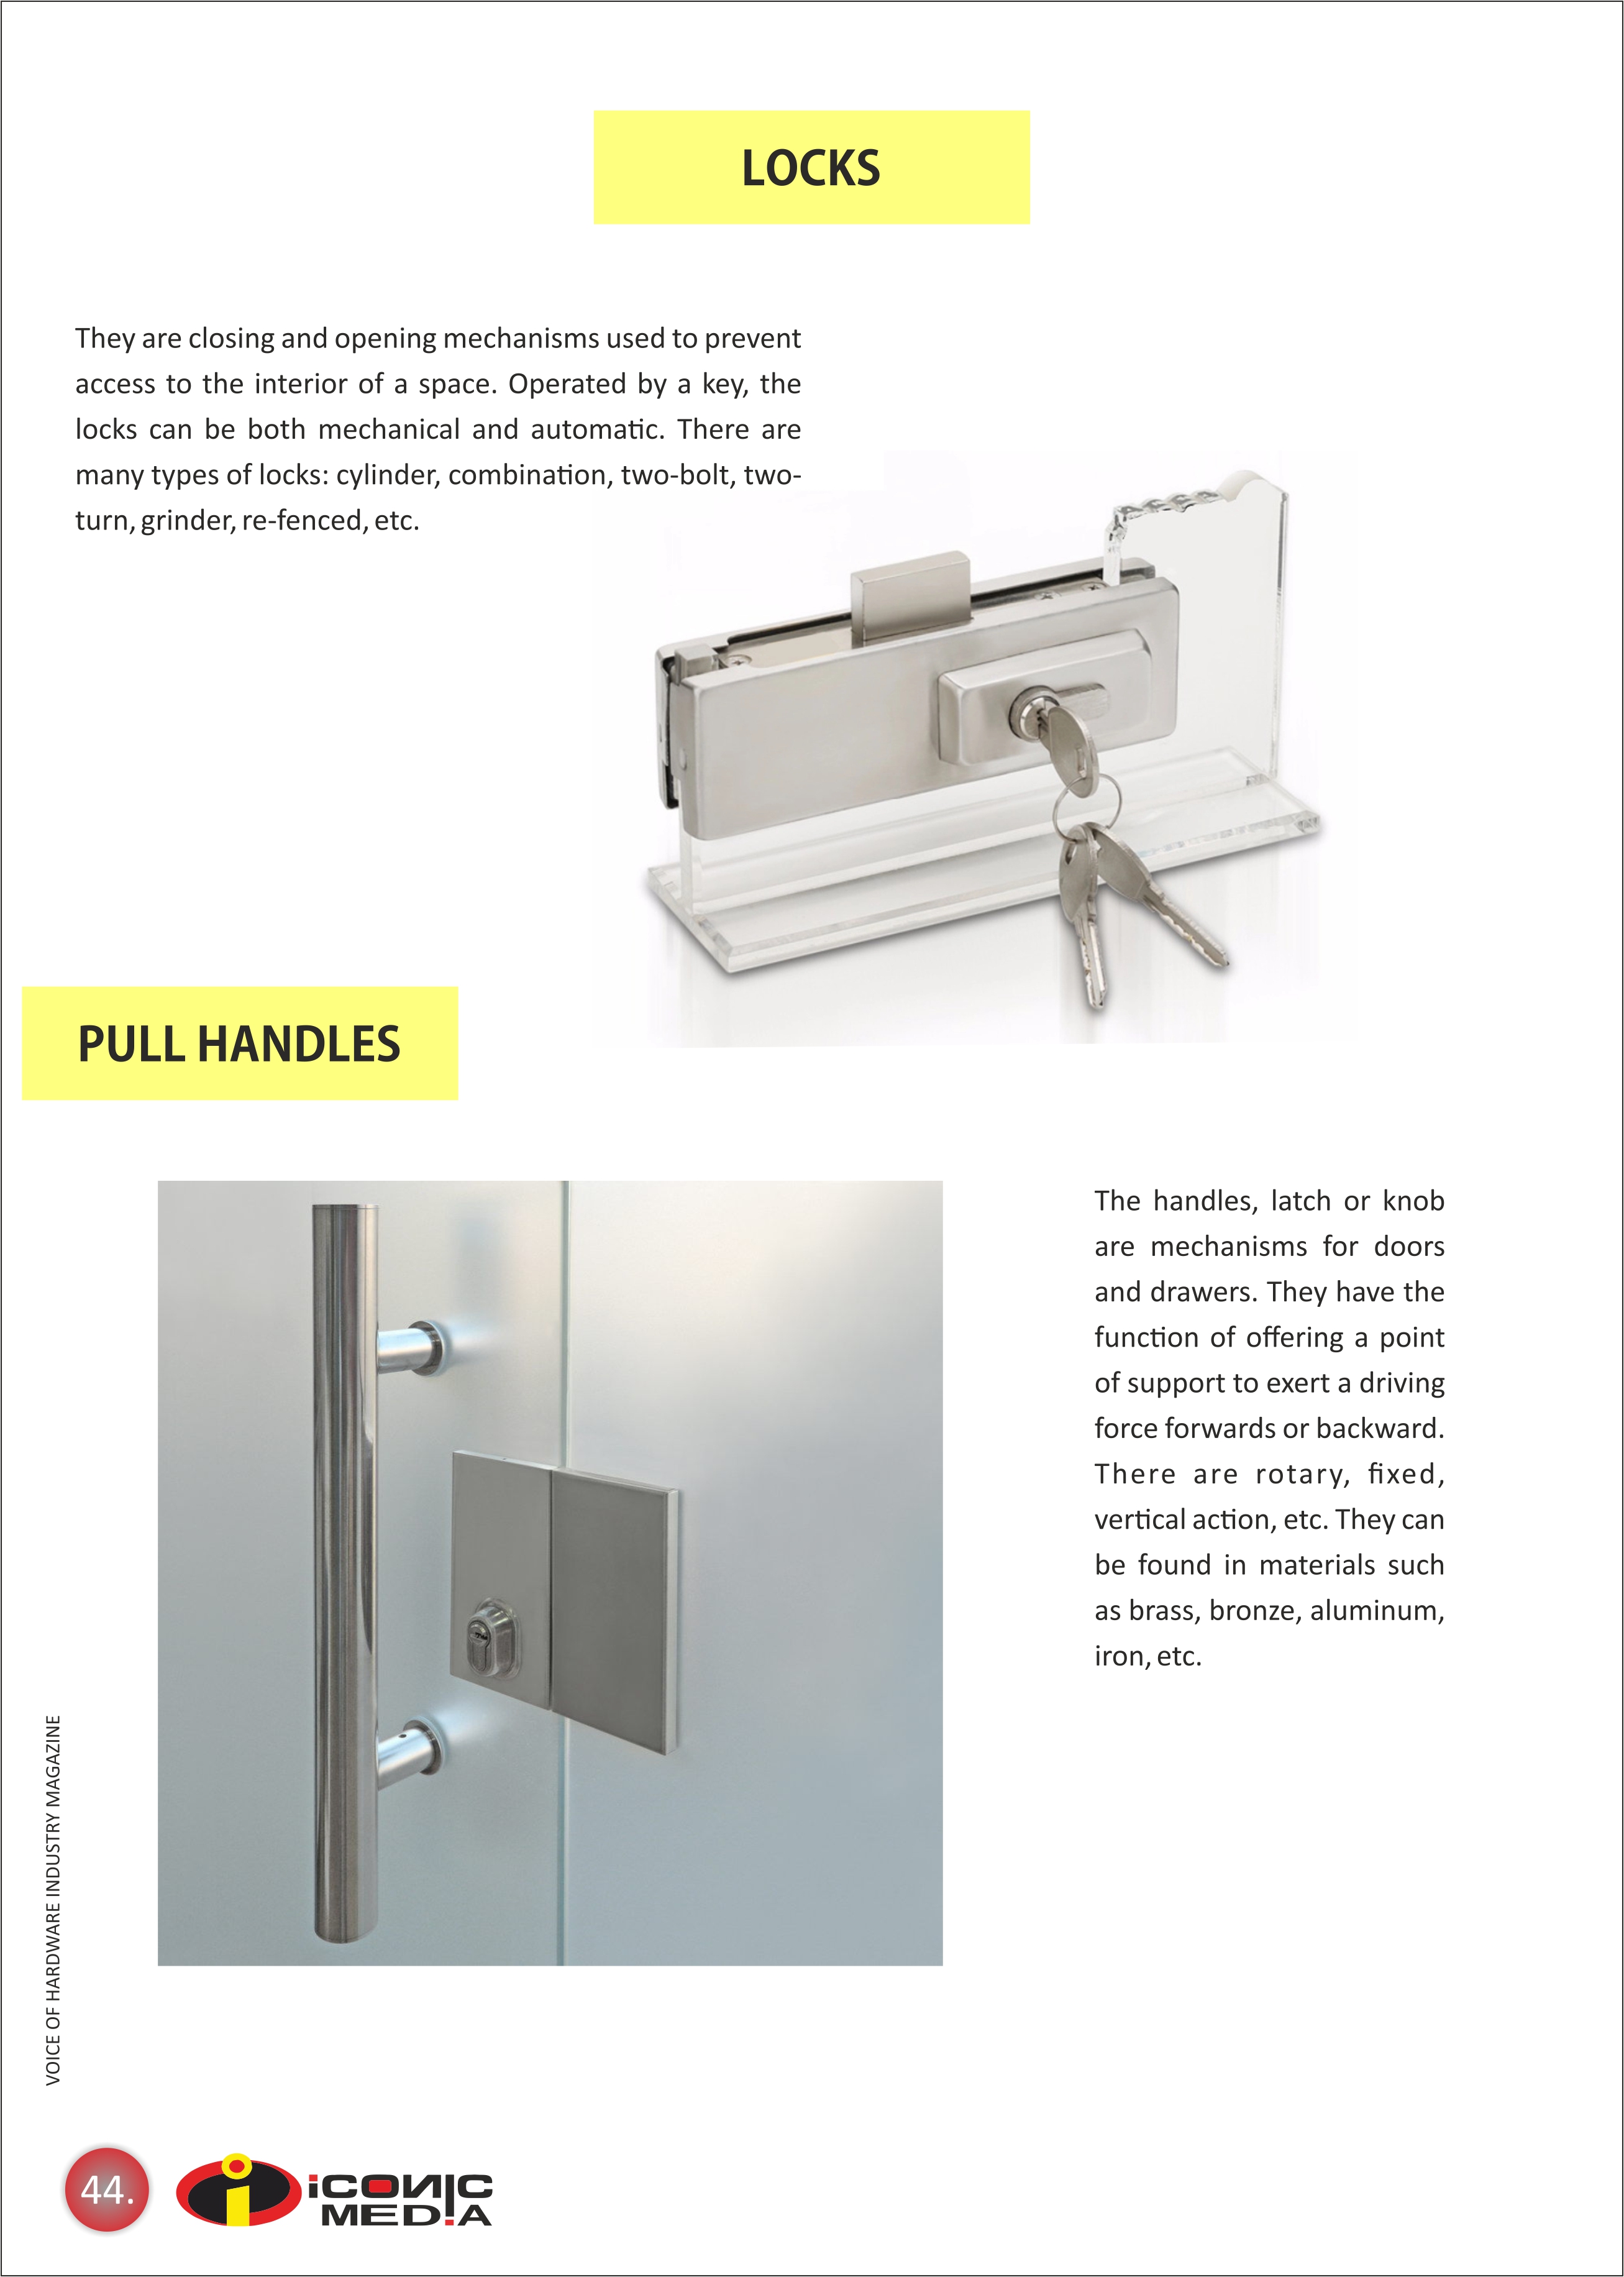 LOCKS
They are closing and opening mechanisms used to prevent
access to the interior of a space. Operated by a key, the
locks can be both mechanical and automatic. There are
many types of locks: cylinder, combination, two-bolt, two-
turn, grinder, re-fenced, etc.
PULL HANDLES
The handles, latch or knob
are mechanisms for doors
and drawers. They have the
function of offering a point
of support to exert a driving
force forwards or backward.
There are rotary, fixed,
vertical action, etc. They can
be found in materials such
as brass, bronze, aluminum,
iron, etc.
VOICE OF HARDWARE INDUSTRY MAGAZINE
44.
iCONIC
MEDiA